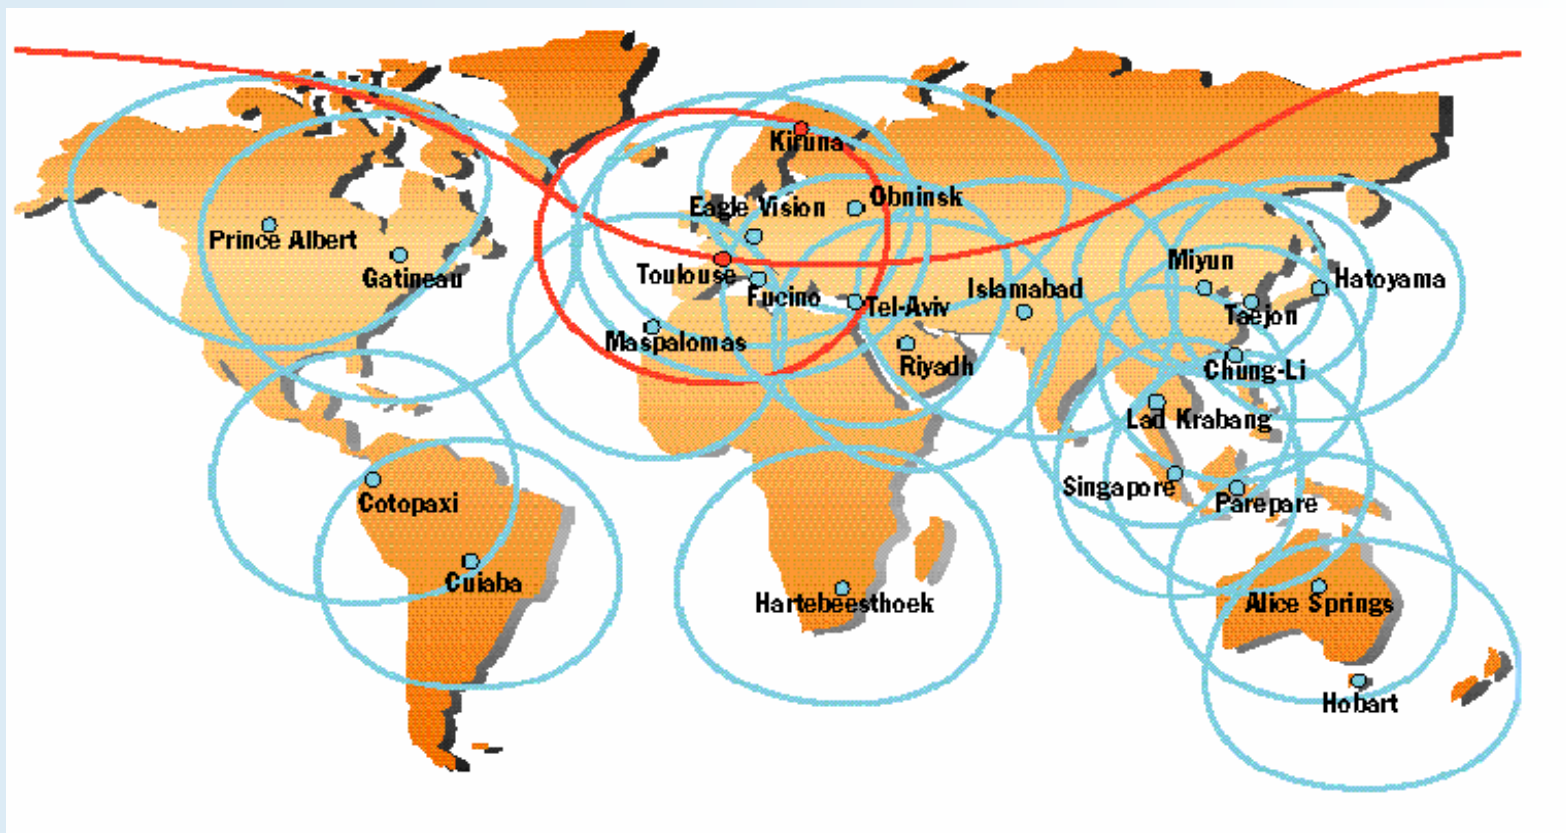 Kiruna
Eagle Vision
Obninsk
Prince Albert
Gatineau
Toulouse
Fucino
Tel-Aviv
Islamabad
Miyun
Hatoyama
Taejon
Maspalomas
Riyadh
Chung-Li
Lad Krabang
Singapore
Parepare
Cotopaxi
Cuiaba
Hartebeesthoek
Alice Springs
Hobart